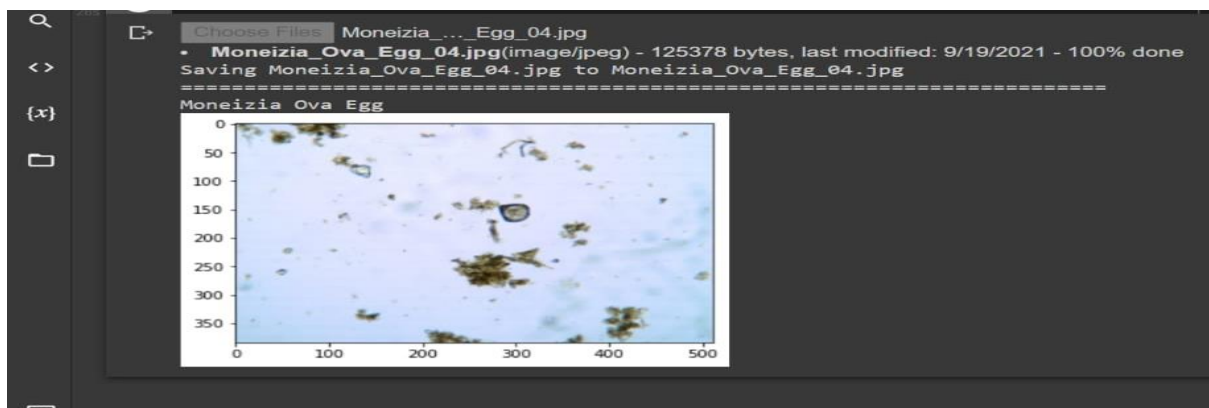 Choose Files Moneizia_..._Egg_04.jpg
• Moneizia_Ova_Egg_04.jpg(image/jpeg) - 125378 bytes, last modified: 9/19/2021 - 100% done
Saving Moneizia_Ova_Egg_04.jpg to Moneizia_Ova_Egg_04.jpg
==========================================================================
Moneizia Ova Egg
{x}
0
50
100
150
200
250
300
350
0 100 200 300 400 500